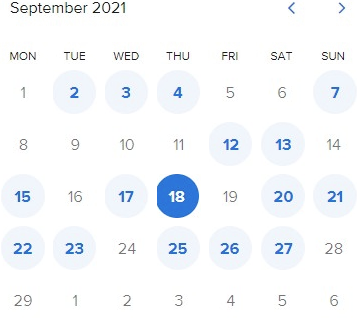 September 2021
MON TUE WED THU FRI SAT SUN
1 2 3 4 5 6 7
8 9 10 11 12 13 14
15 16 17 18 19 20 21
22 23 24 25 26 27 28
29 1 2 3 4 5 6